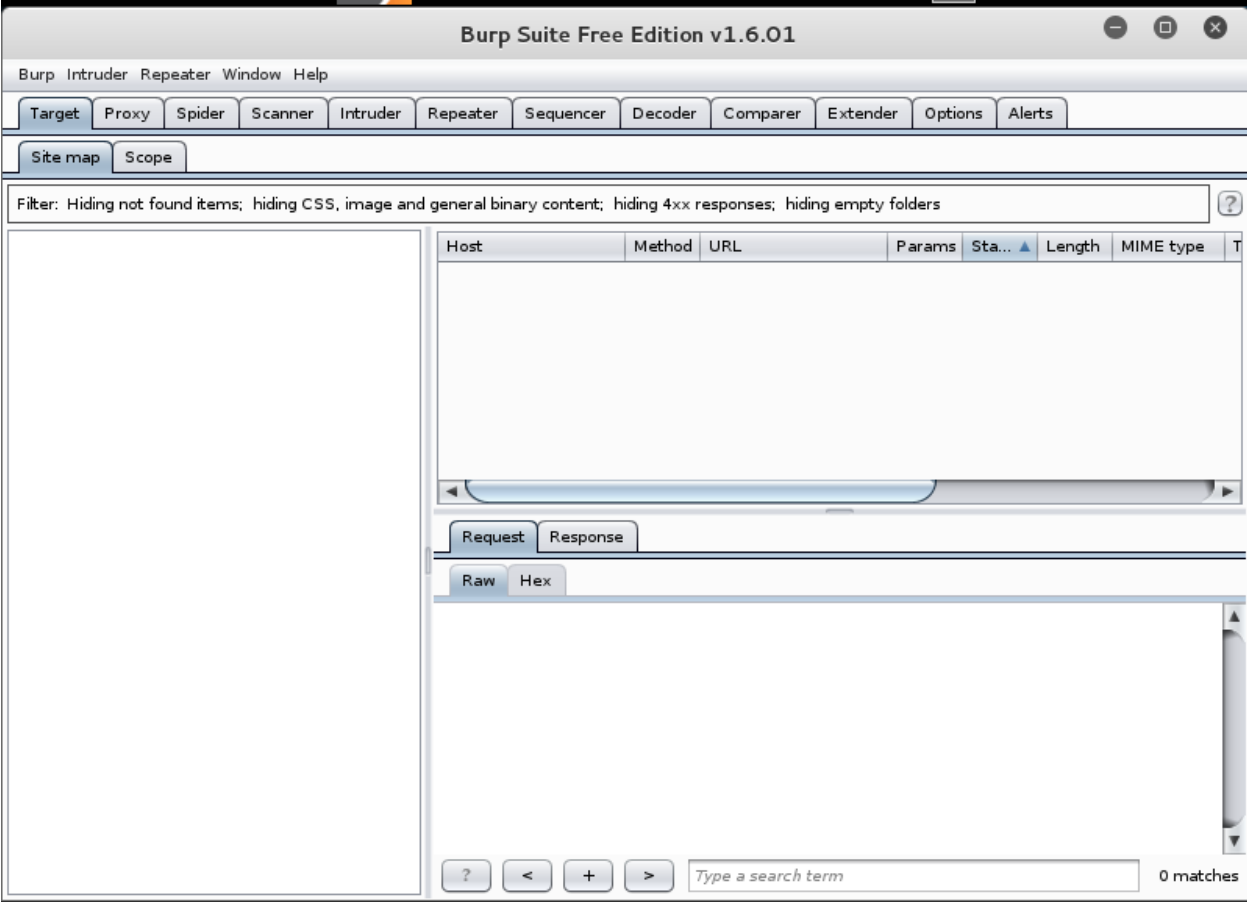 Burp Suite Free Edition v1.6.01
Burp Intruder Repeater Window Help
Target Proxy Spider Scanner Intruder Repeater Sequencer Decoder Comparer Extender Options Alerts
Site map Scope
Filter: Hiding not found items; hiding CSS, image and general binary content; hiding 4xx responses; hiding empty folders ?
Host Method URL Params Sta... Length MIME type T
Request Response
Raw Hex
? < + > Type a search term 0 matches